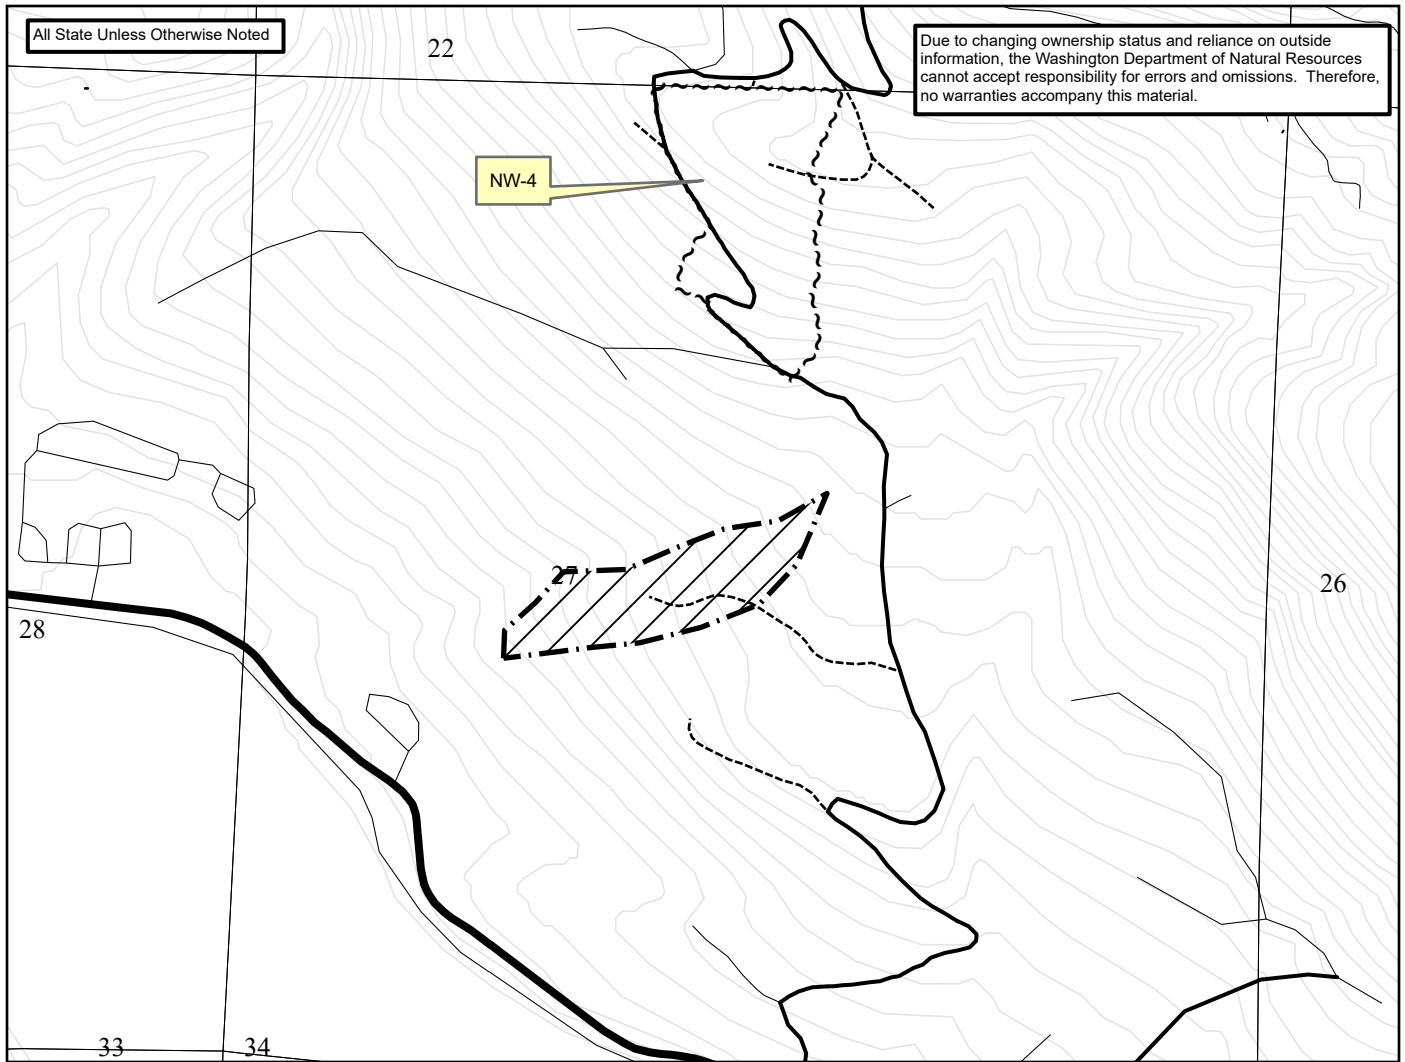 All State Unless Otherwise Noted
22
Due to changing ownership status and reliance on outside
information, the Washington Department of Natural Resources
cannot accept responsibility for errors and omissions. Therefore,
no warranties accompany this material.
NW-4
27
26
28
33
34